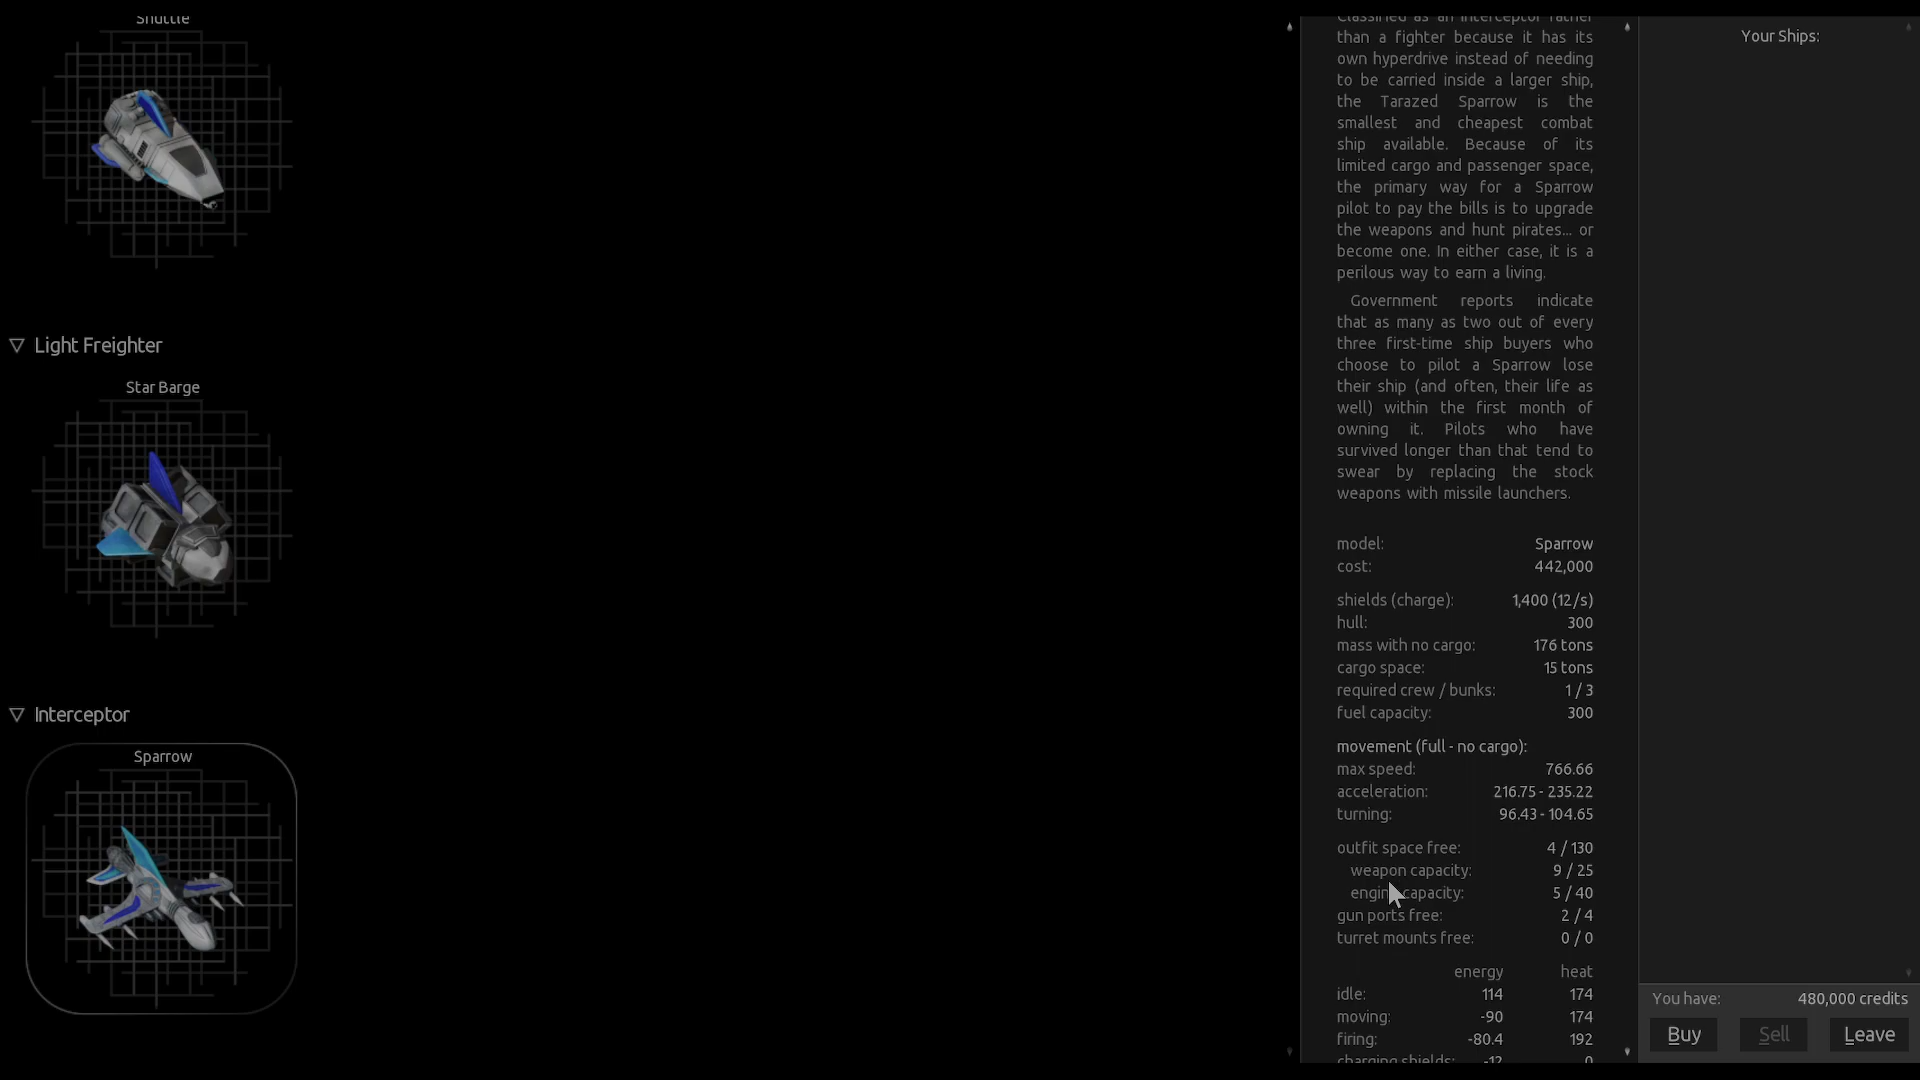 Shuttle
Light Freighter
Star Barge
Interceptor
Sparrow
Classified as an interceptor rather
than a fighter because it has its
own hyperdrive instead of needing
to be carried inside a larger ship,
the Tarazed Sparrow is the
smallest and cheapest combat
ship available. Because of its
limited cargo and passenger space,
the primary way for a Sparrow
pilot to pay the bills is to upgrade
the weapons and hunt pirates... or
become one. In either case, it is a
perilous way to earn a living.
Government reports indicate
that as many as two out of every
three first-time ship buyers who
choose to pilot a Sparrow lose
their ship (and often, their life as
well) within the first month of
owning it. Pilots who have
survived longer than that tend to
swear by replacing the stock
weapons with missile launchers.
model: Sparrow
cost: 442,000
shields (charge): 1,400 (12/s)
hull: 300
mass with no cargo: 176 tons
cargo space: 15 tons
required crew / bunks: 1 / 3
fuel capacity: 300
movement (full - no cargo):
max speed: 766.66
acceleration: 216.75 - 235.22
turning: 96.43 - 104.65
outfit space free: 4 / 130
weapon capacity: 9 / 25
engine capacity: 5 / 40
gun ports free: 2 / 4
turret mounts free: 0 / 0
energy heat
idle: 114 174
moving: -90 174
firing: -80.4 192
charging shields: -12 0
Your Ships:
You have: 480,000 credits
Buy Sell Leave